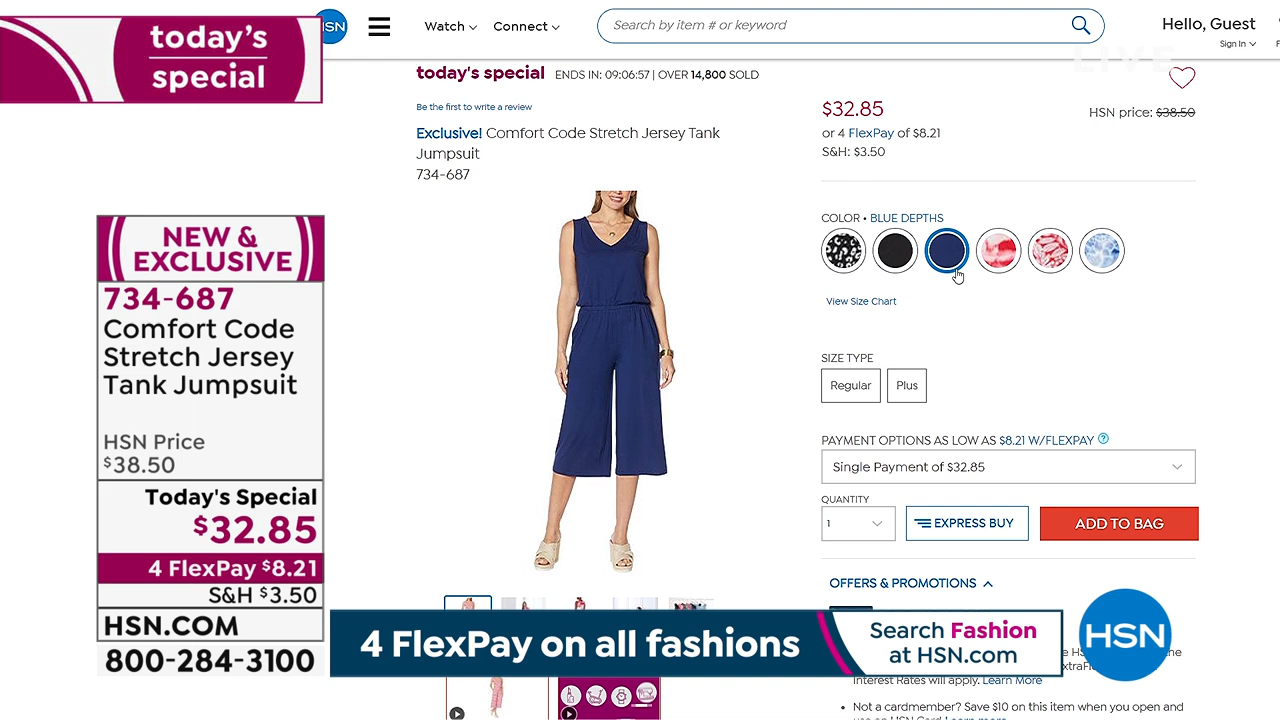 today's
special
HSN
Watch
Connect
Search by item # or keyword
Hello, Guest
Sign In
LIVE
today's special ENDS IN: 09:06:57 | OVER 14,800 SOLD
Be the first to write a review
Exclusive! Comfort Code Stretch Jersey Tank
Jumpsuit
734-687
$32.85
HSN price: $38.50
or 4 FlexPay of $8.21
S&H: $3.50
COLOR • BLUE DEPTHS
View Size Chart
SIZE TYPE
Regular
Plus
PAYMENT OPTIONS AS LOW AS $8.21 W/FLEXPAY ?
Single Payment of $32.85
QUANTITY
1
EXPRESS BUY
ADD TO BAG
OFFERS & PROMOTIONS
Interest Rates will apply. Learn More
• Not a cardmember? Save $10 on this item when you open and
NEW &
EXCLUSIVE
734-687
Comfort Code
Stretch Jersey
Tank Jumpsuit
HSN Price
$38.50
Today's Special
$32.85
4 FlexPay $8.21
S&H $3.50
HSN.COM
800-284-3100
4 FlexPay on all fashions
Search Fashion
at HSN.com
HSN